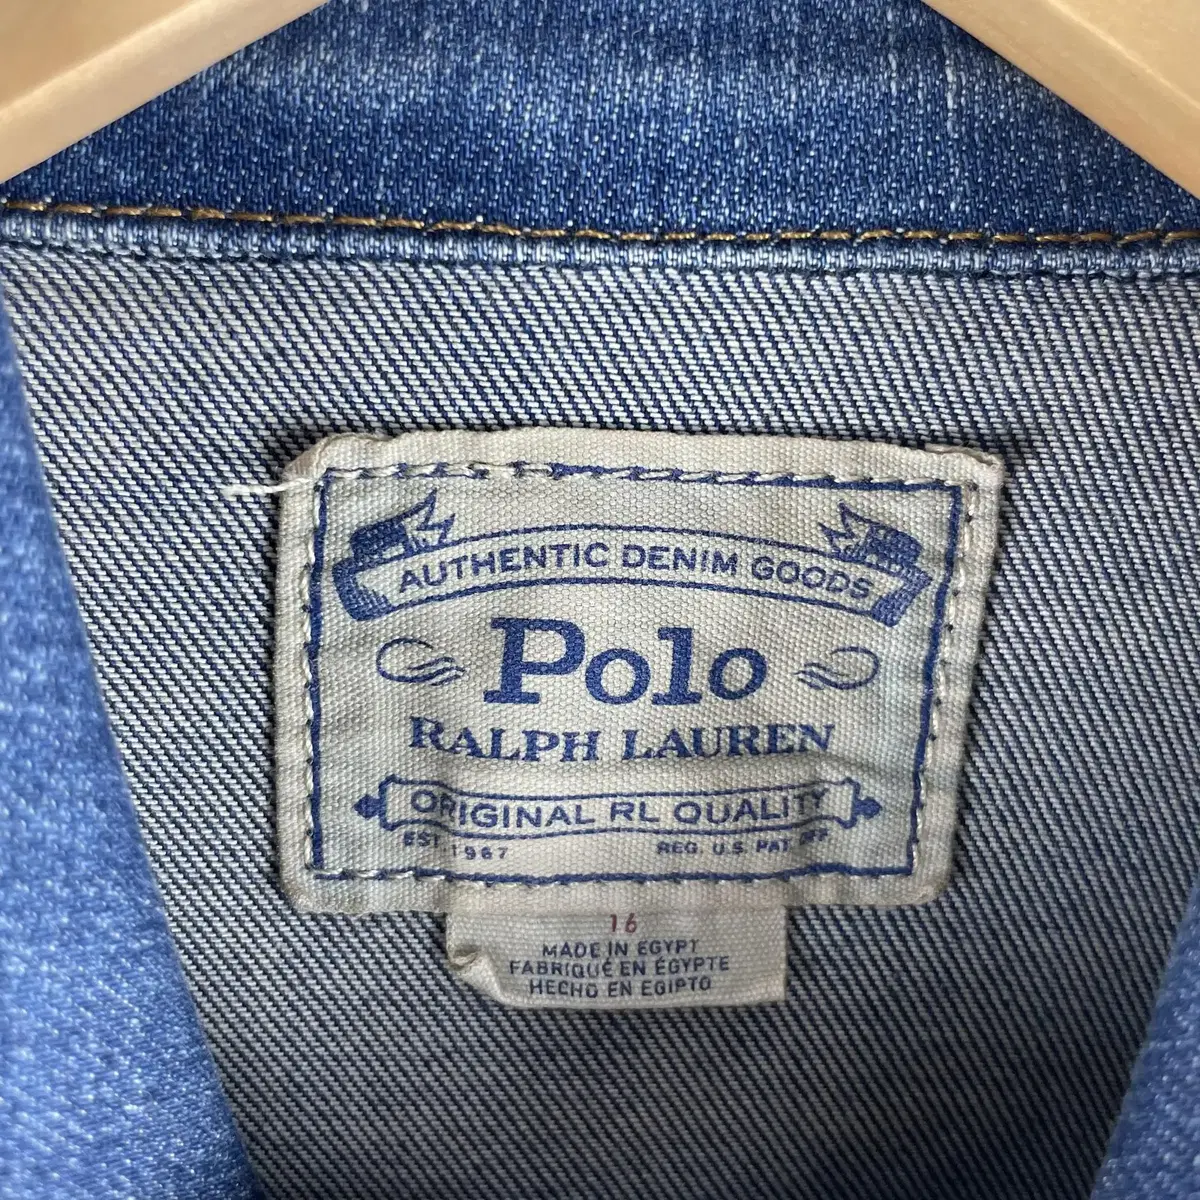 AUTHENTIC DENIM GOODS
Polo
RALPH LAUREN
ORIGINAL RL QUALITY
EST. 1967 REG. U.S. PAT. OFF.
16
MADE IN EGYPT
FABRIQUÉ EN ÉGYPTE
HECHO EN EGIPTO